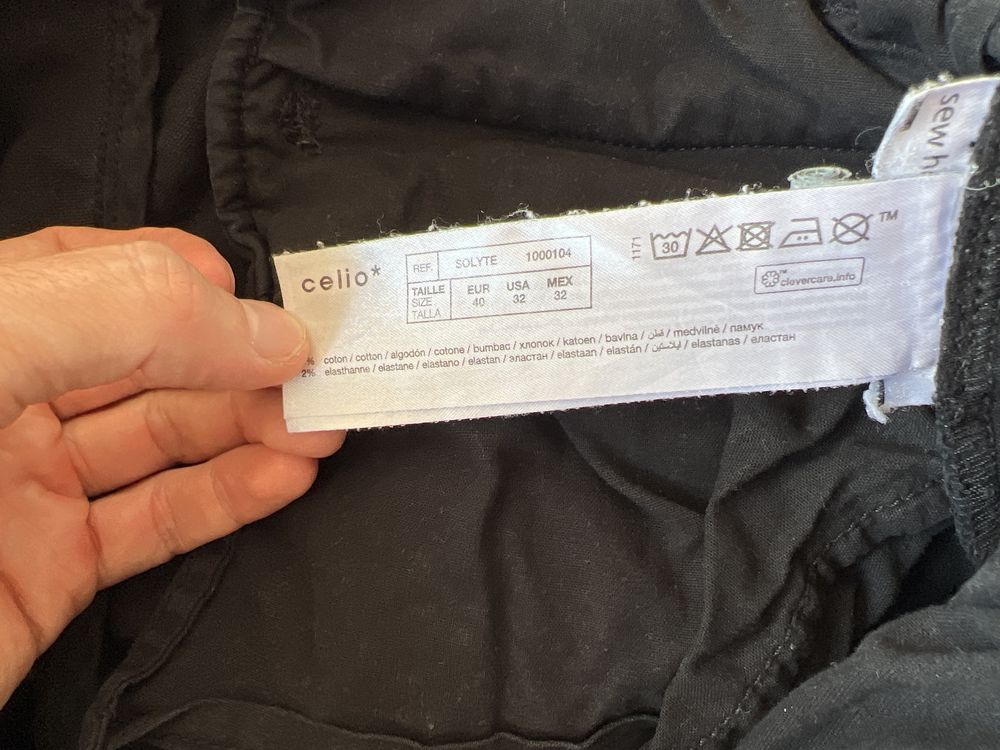 celio*
REF. SOLYTE 1000104
TAILLE EUR USA MEX
SIZE 40 32 32
TALLA
1171
30
TM
clevercare.info
% coton / cotton / algodón / cotone / bumbac / хлопок / katoen / bavlna / قطن / medvilnė / памук
2% elasthanne / elastane / elastano / elastan / эластан / elastaan / elastán / ايلاستين / elastanas / еластан
sew h